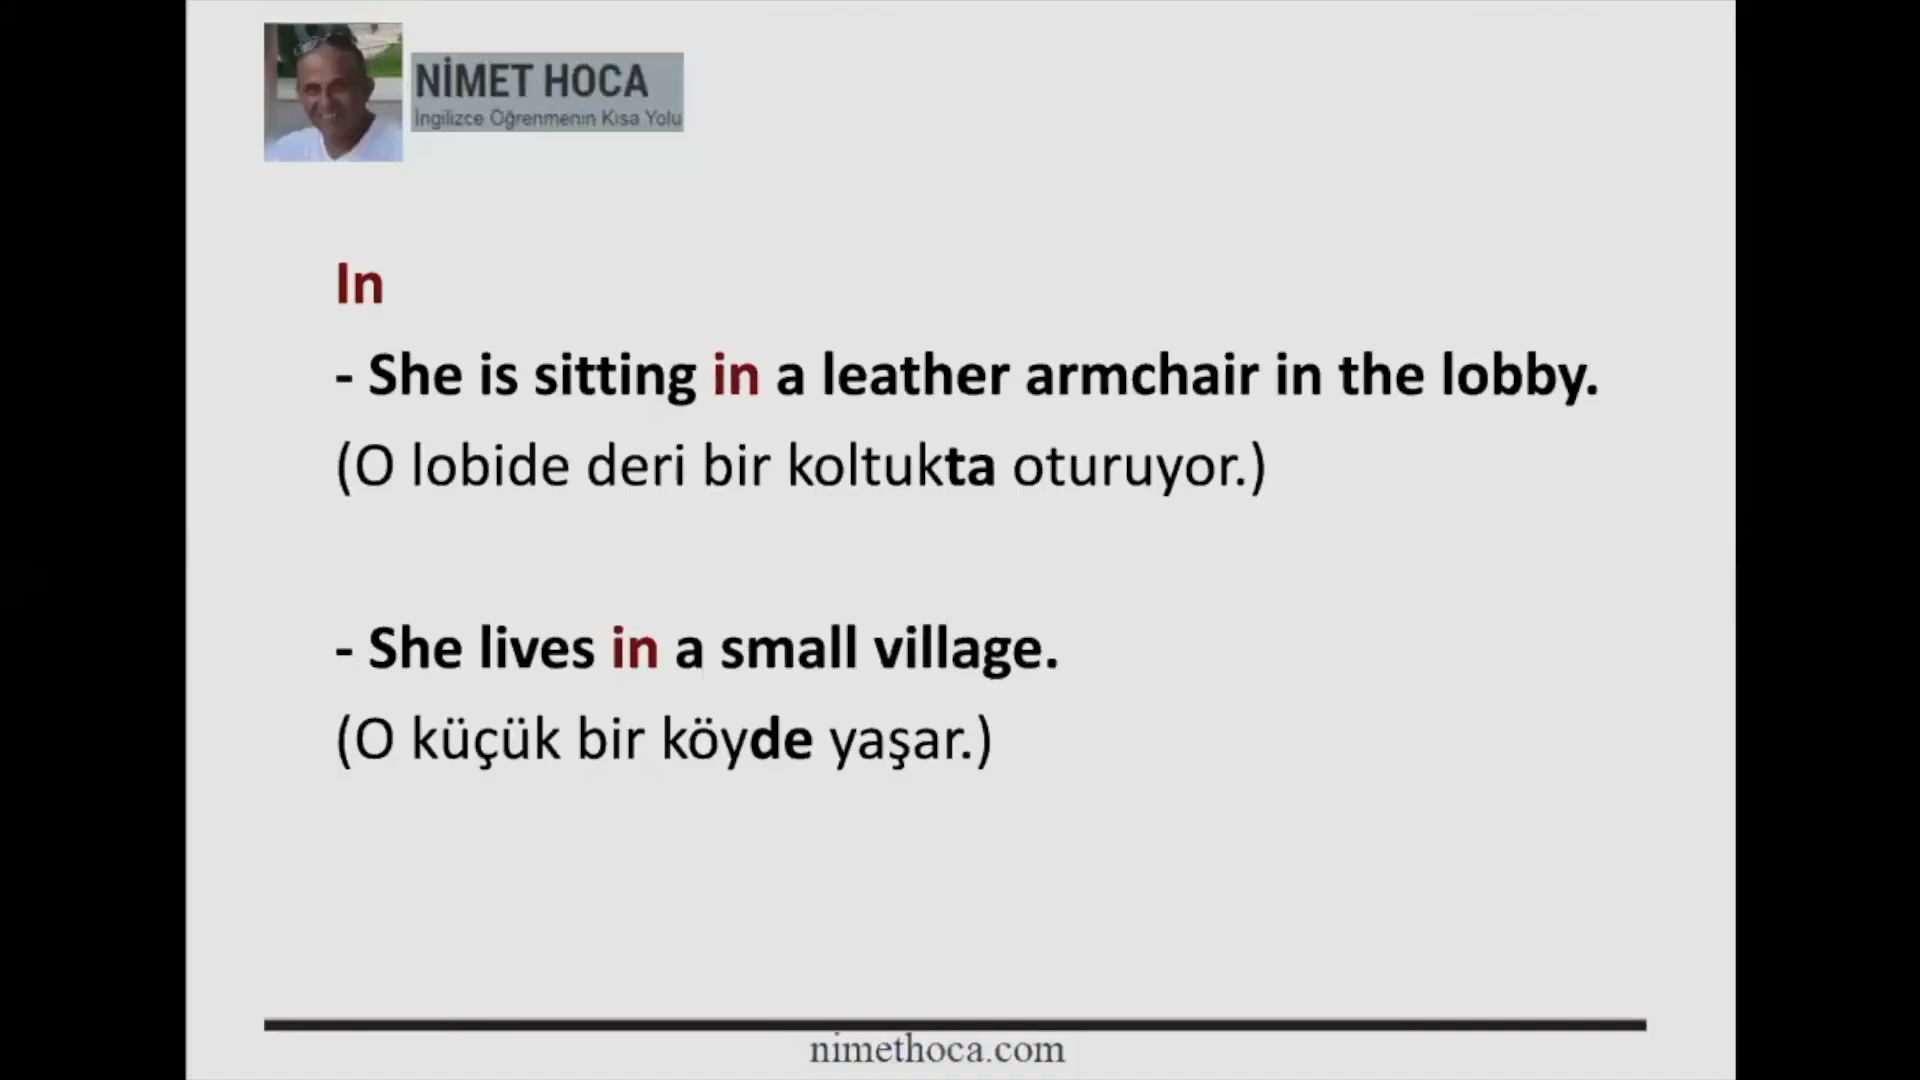 NİMET HOCA
İngilizce Öğrenmenin Kısa Yolu
In
- She is sitting in a leather armchair in the lobby.
(O lobide deri bir koltukta oturuyor.)
- She lives in a small village.
(O küçük bir köyde yaşar.)
nimethoca.com